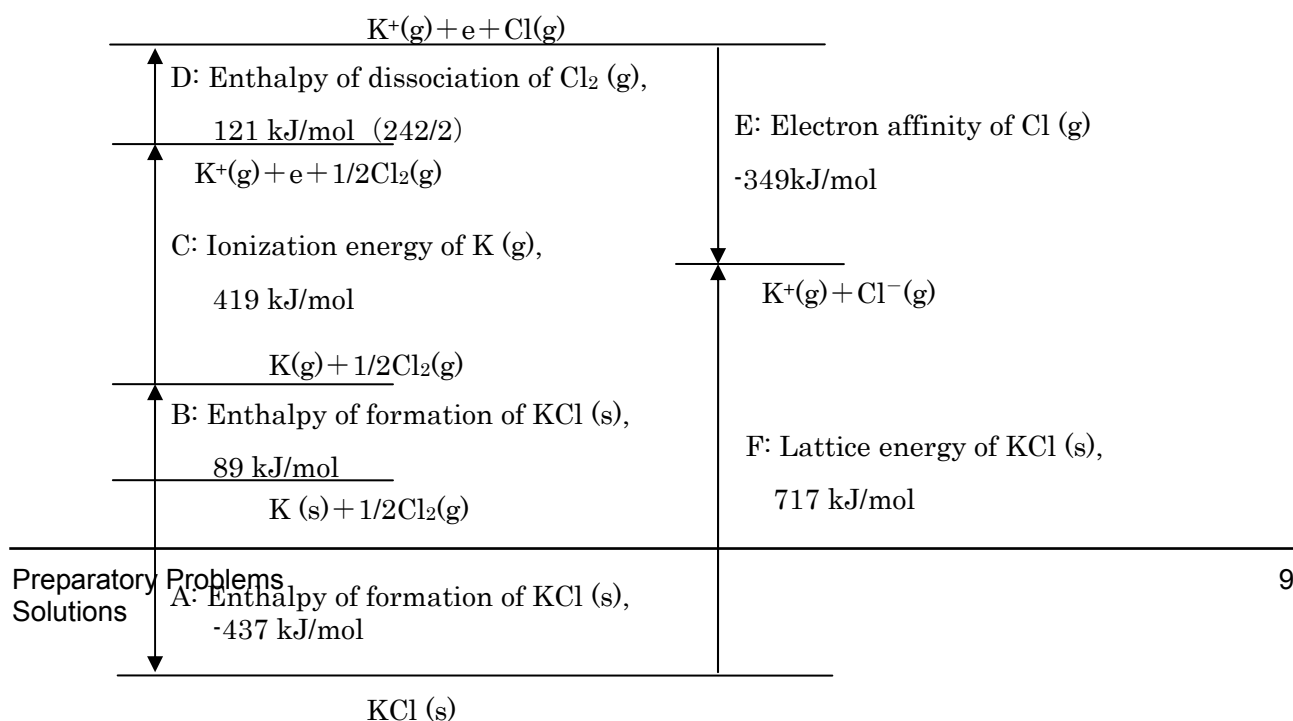 K⁺(g)+e+Cl(g)
D: Enthalpy of dissociation of Cl₂ (g),
121 kJ/mol (242/2)
K⁺(g)+e+1/2Cl₂(g)
C: Ionization energy of K (g),
419 kJ/mol
K(g)+1/2Cl₂(g)
B: Enthalpy of formation of KCl (s),
89 kJ/mol
K (s)+1/2Cl₂(g)
A: Enthalpy of formation of KCl (s),
-437 kJ/mol
KCl (s)
E: Electron affinity of Cl (g)
-349kJ/mol
K⁺(g)+Cl⁻(g)
F: Lattice energy of KCl (s),
717 kJ/mol
Preparatory Problems
Solutions
9